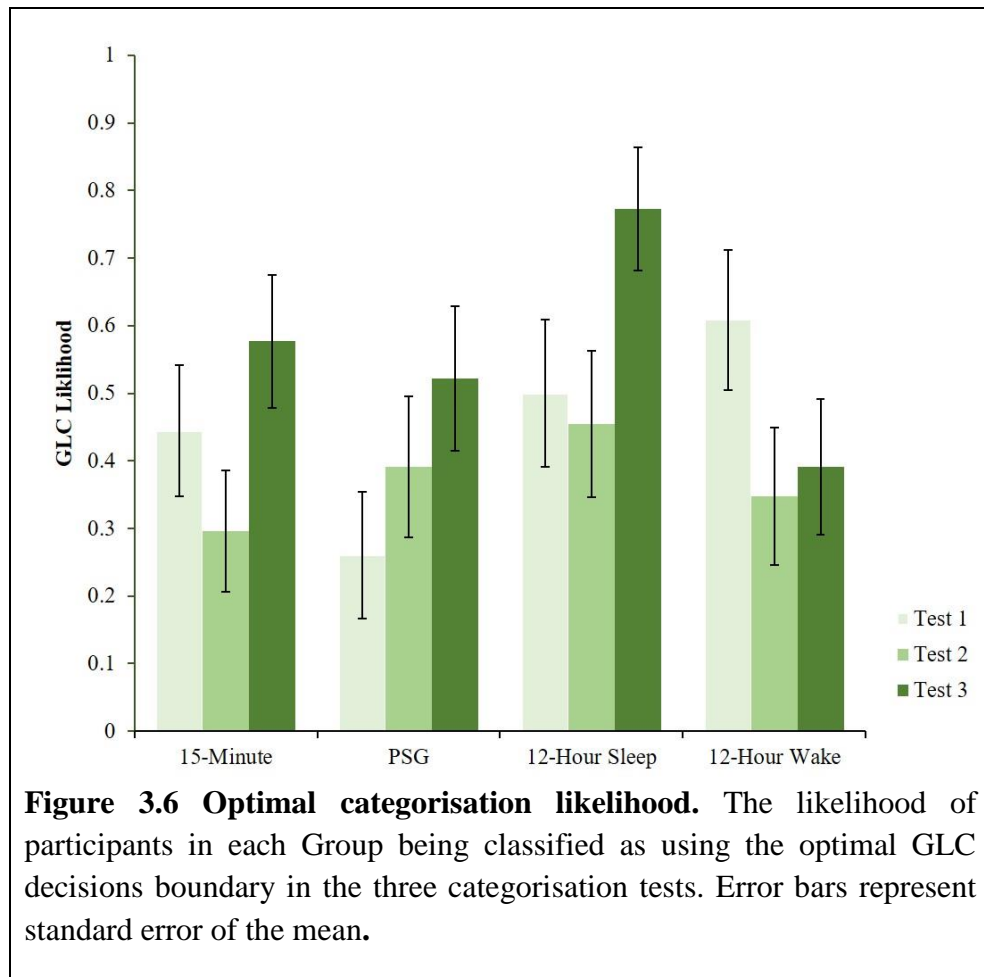 1
0.9
0.8
0.7
0.6
0.5
0.4
0.3
0.2
0.1
0
GLC Liklihood
15-Minute PSG 12-Hour Sleep 12-Hour Wake
Test 1
Test 2
Test 3
Figure 3.6 Optimal categorisation likelihood. The likelihood of
participants in each Group being classified as using the optimal GLC
decisions boundary in the three categorisation tests. Error bars represent
standard error of the mean.